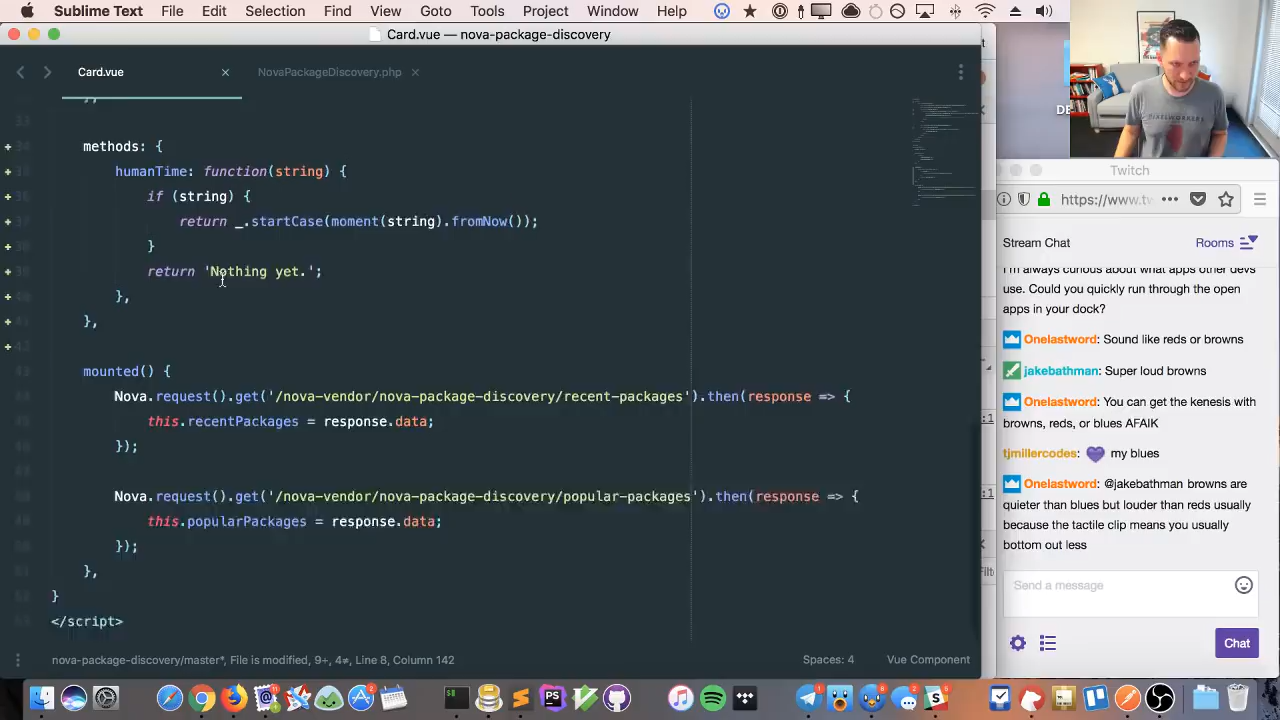 Sublime Text File Edit Selection Find View Goto Tools Project Window Help
Card.vue — nova-package-discovery
Card.vue
NovaPackageDiscovery.php
methods: {
humanTime: function(string) {
if (string) {
return _.startCase(moment(string).fromNow());
}
return 'Nothing yet.';
},
},
mounted() {
Nova.request().get('/nova-vendor/nova-package-discovery/recent-packages').then(response => {
this.recentPackages = response.data;
});
Nova.request().get('/nova-vendor/nova-package-discovery/popular-packages').then(response => {
this.popularPackages = response.data;
});
},
}
</script>
nova-package-discovery/master*, File is modified, 9+, 4≠, Line 8, Column 142
Spaces: 4
Vue Component
Twitch
https://www.tw
Stream Chat
Rooms
I'm always curious about what apps other devs
use. Could you quickly run through the open
apps in your dock?
Onelastword: Sound like reds or browns
jakebathman: Super loud browns
Onelastword: You can get the kenesis with
browns, reds, or blues AFAIK
tjmillercodes: my blues
Onelastword: @jakebathman browns are
quieter than blues but louder than reds usually
because the tactile clip means you usually
bottom out less
Send a message
Chat